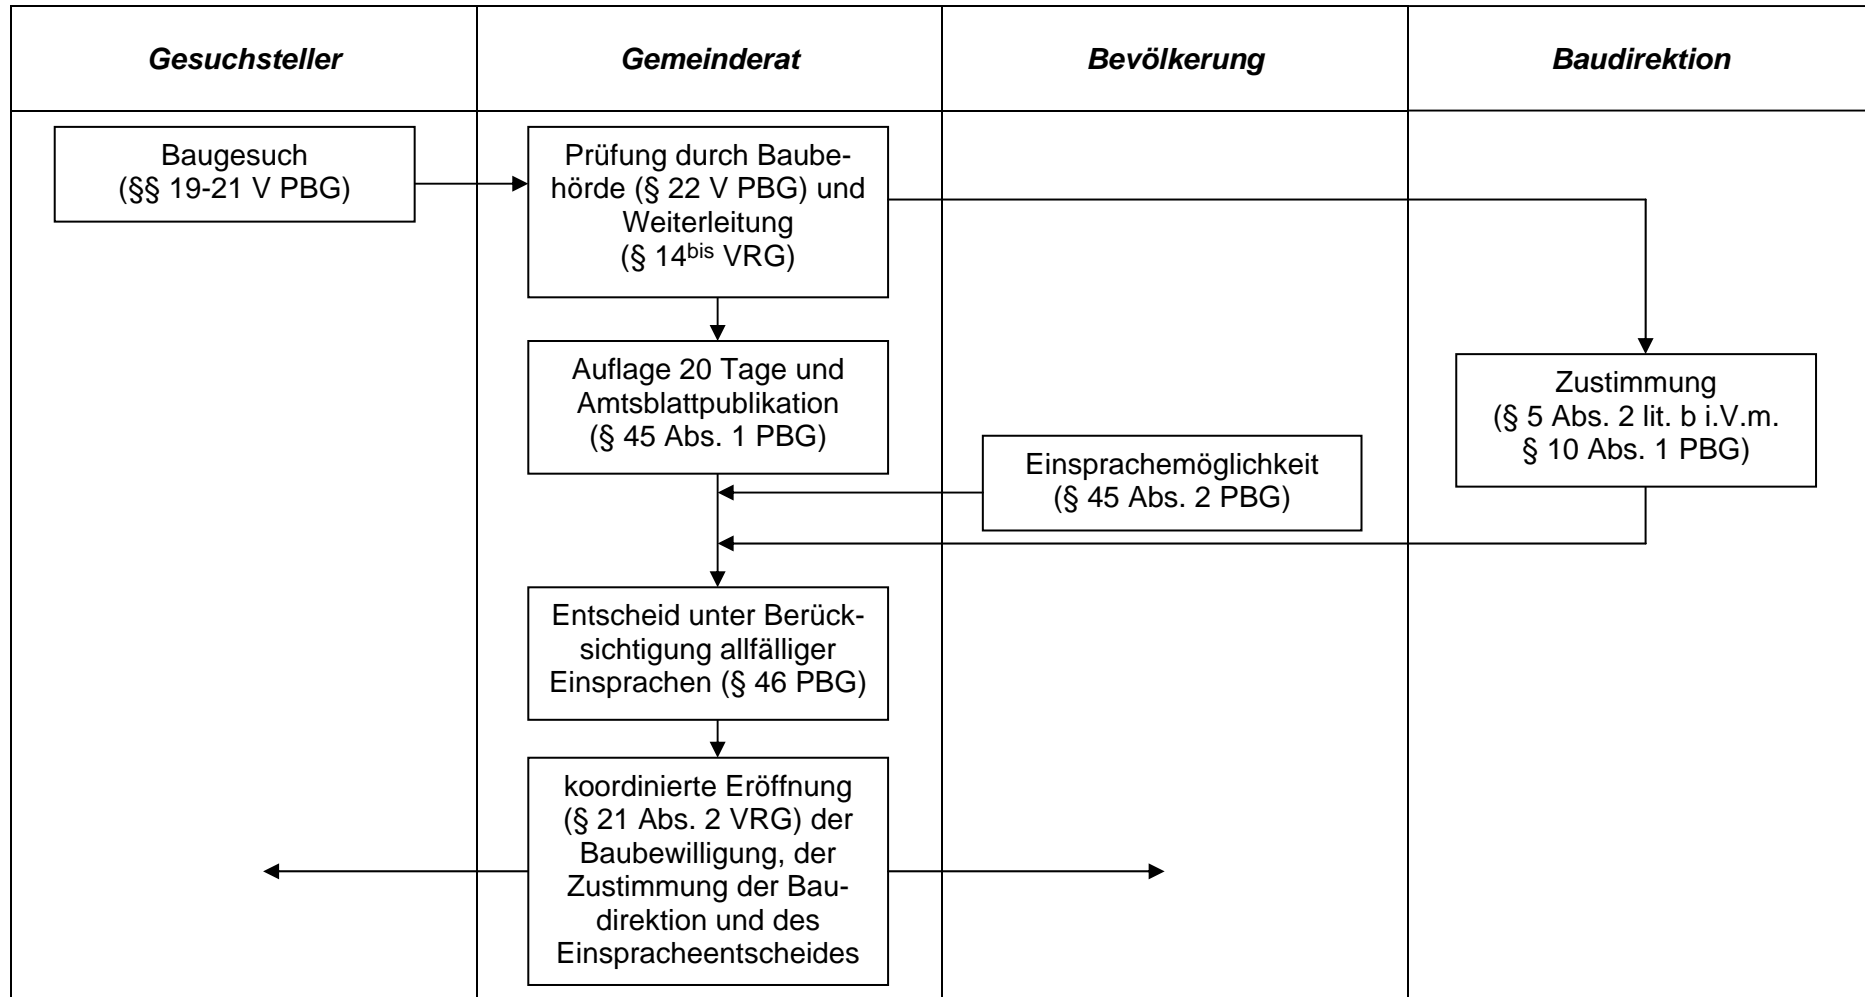 Gesuchsteller
Gemeinderat
Bevölkerung
Baudirektion
Baugesuch
(§§ 19-21 V PBG)
Prüfung durch Baube-
hörde (§ 22 V PBG) und
Weiterleitung
(§ 14bis VRG)
Auflage 20 Tage und
Amtsblattpublikation
(§ 45 Abs. 1 PBG)
Zustimmung
(§ 5 Abs. 2 lit. b i.V.m.
§ 10 Abs. 1 PBG)
Einsprachemöglichkeit
(§ 45 Abs. 2 PBG)
Entscheid unter Berück-
sichtigung allfälliger
Einsprachen (§ 46 PBG)
koordinierte Eröffnung
(§ 21 Abs. 2 VRG) der
Baubewilligung, der
Zustimmung der Bau-
direktion und des
Einspracheentscheides